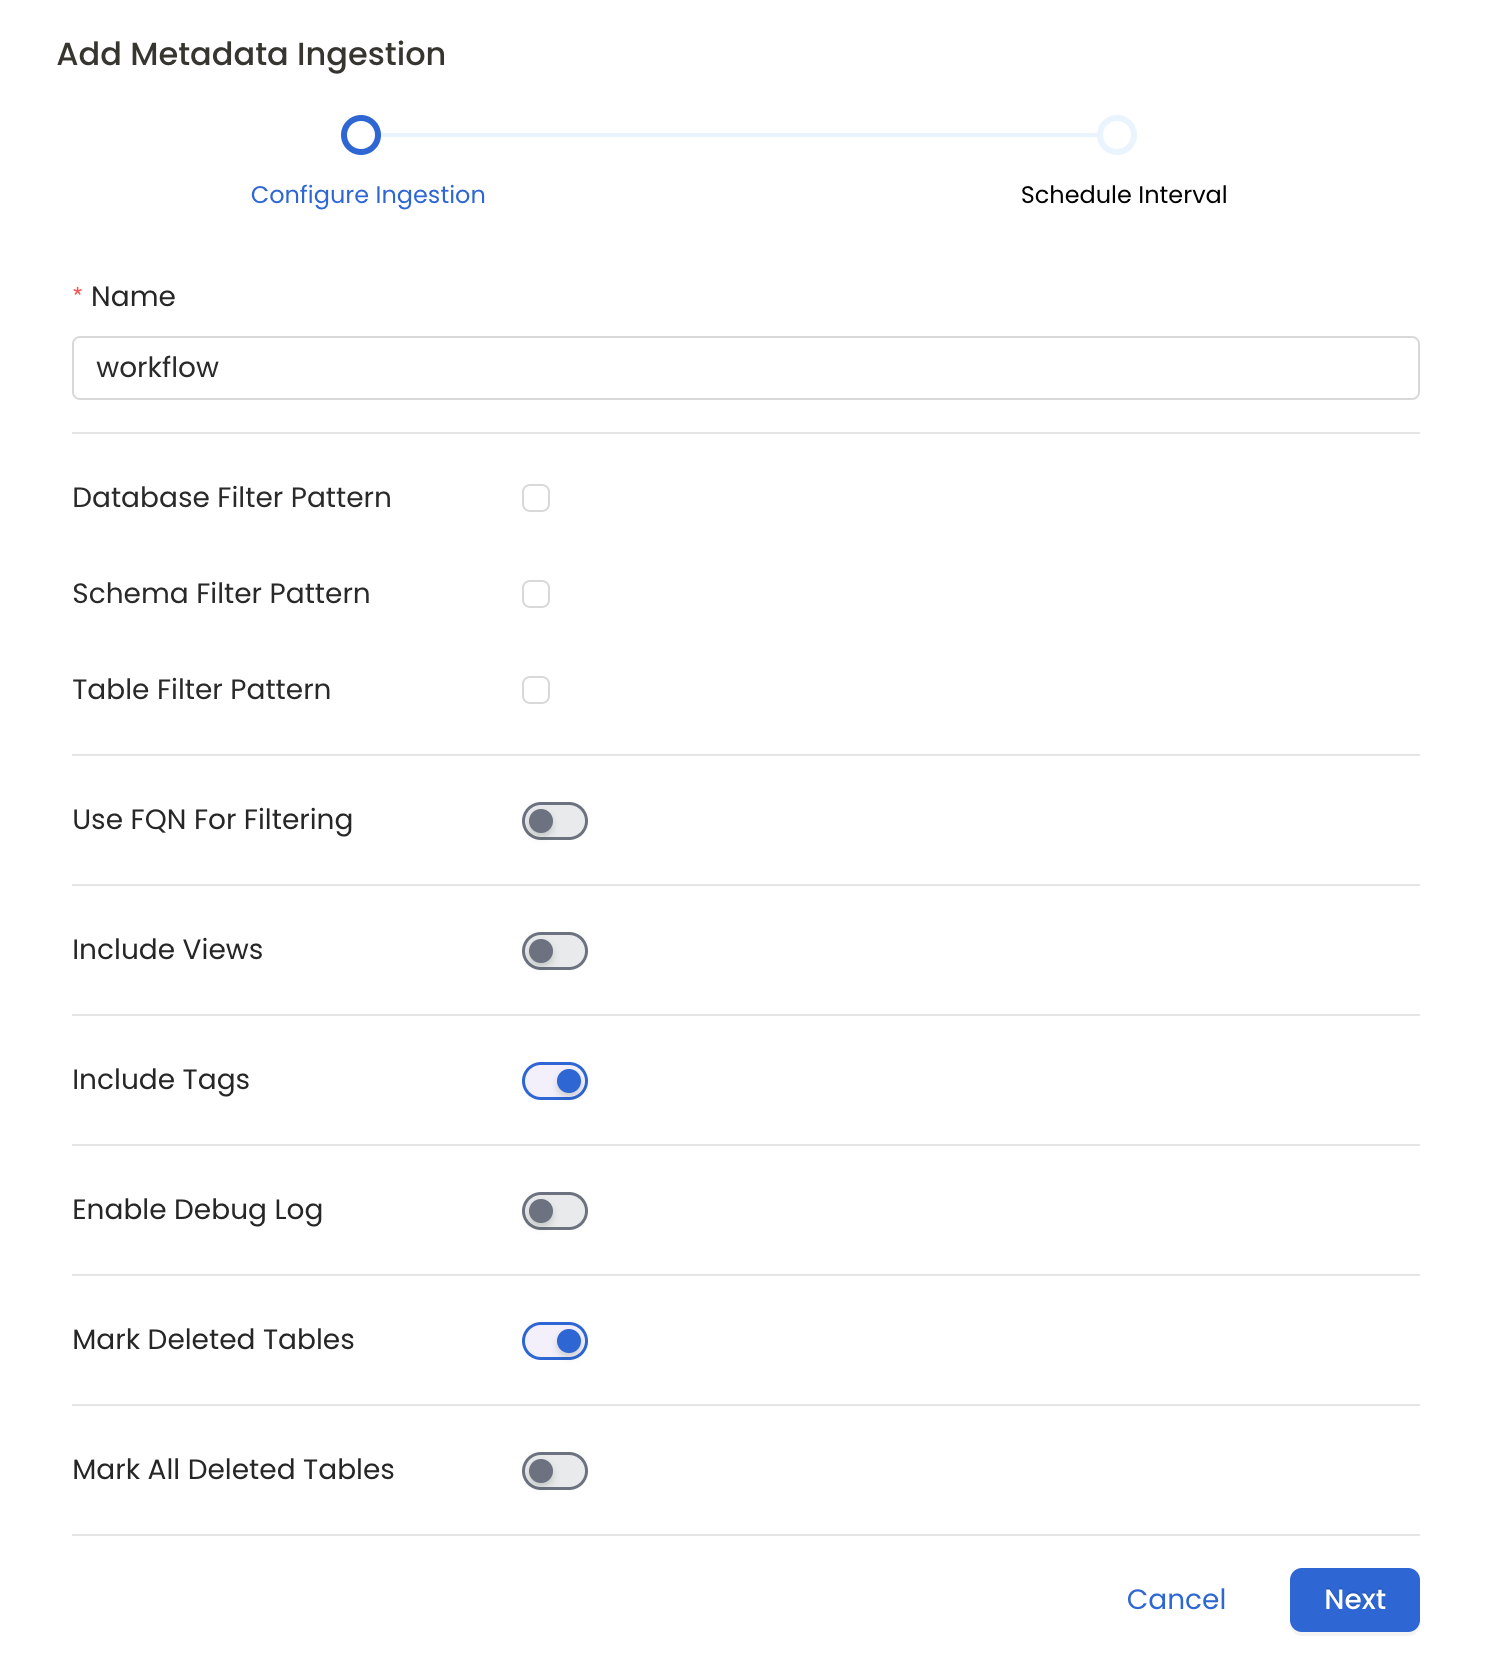 Add Metadata Ingestion
Configure Ingestion
Schedule Interval
* Name
workflow
Database Filter Pattern
Schema Filter Pattern
Table Filter Pattern
Use FQN For Filtering
Include Views
Include Tags
Enable Debug Log
Mark Deleted Tables
Mark All Deleted Tables
Cancel
Next